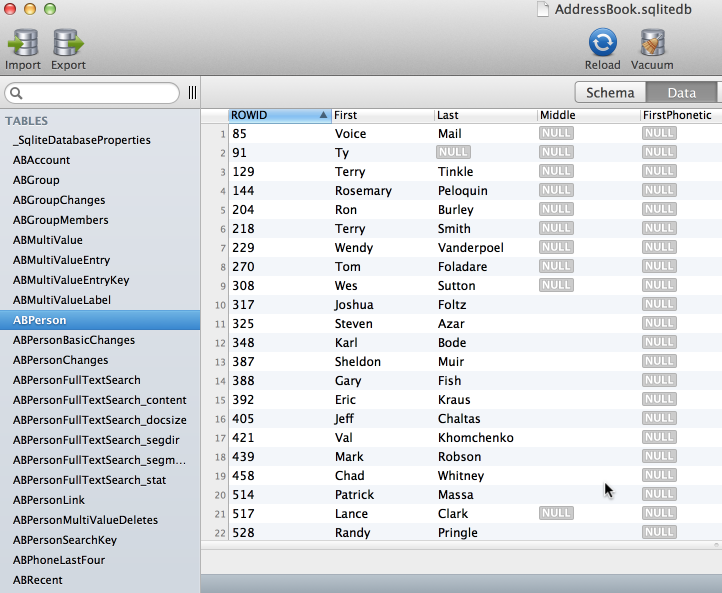 AddressBook.sqlitedb
Import Export Reload Vacuum
Schema Data
TABLES
_SqliteDatabaseProperties
ABAccount
ABGroup
ABGroupChanges
ABGroupMembers
ABMultiValue
ABMultiValueEntry
ABMultiValueEntryKey
ABMultiValueLabel
ABPerson
ABPersonBasicChanges
ABPersonChanges
ABPersonFullTextSearch
ABPersonFullTextSearch_content
ABPersonFullTextSearch_docsize
ABPersonFullTextSearch_segdir
ABPersonFullTextSearch_segm...
ABPersonFullTextSearch_stat
ABPersonLink
ABPersonMultiValueDeletes
ABPersonSearchKey
ABPhoneLastFour
ABRecent
ROWID First Last Middle FirstPhonetic
1 85 Voice Mail NULL NULL
2 91 Ty NULL NULL NULL
3 129 Terry Tinkle NULL NULL
4 144 Rosemary Peloquin NULL NULL
5 204 Ron Burley NULL NULL
6 218 Terry Smith NULL NULL
7 229 Wendy Vanderpoel NULL NULL
8 270 Tom Foladare NULL NULL
9 308 Wes Sutton NULL NULL
10 317 Joshua Foltz NULL
11 325 Steven Azar NULL
12 348 Karl Bode NULL
13 387 Sheldon Muir NULL
14 388 Gary Fish NULL
15 392 Eric Kraus NULL
16 405 Jeff Chaltas NULL
17 421 Val Khomchenko NULL
18 439 Mark Robson NULL
19 458 Chad Whitney NULL
20 514 Patrick Massa NULL
21 517 Lance Clark NULL NULL
22 528 Randy Pringle NULL